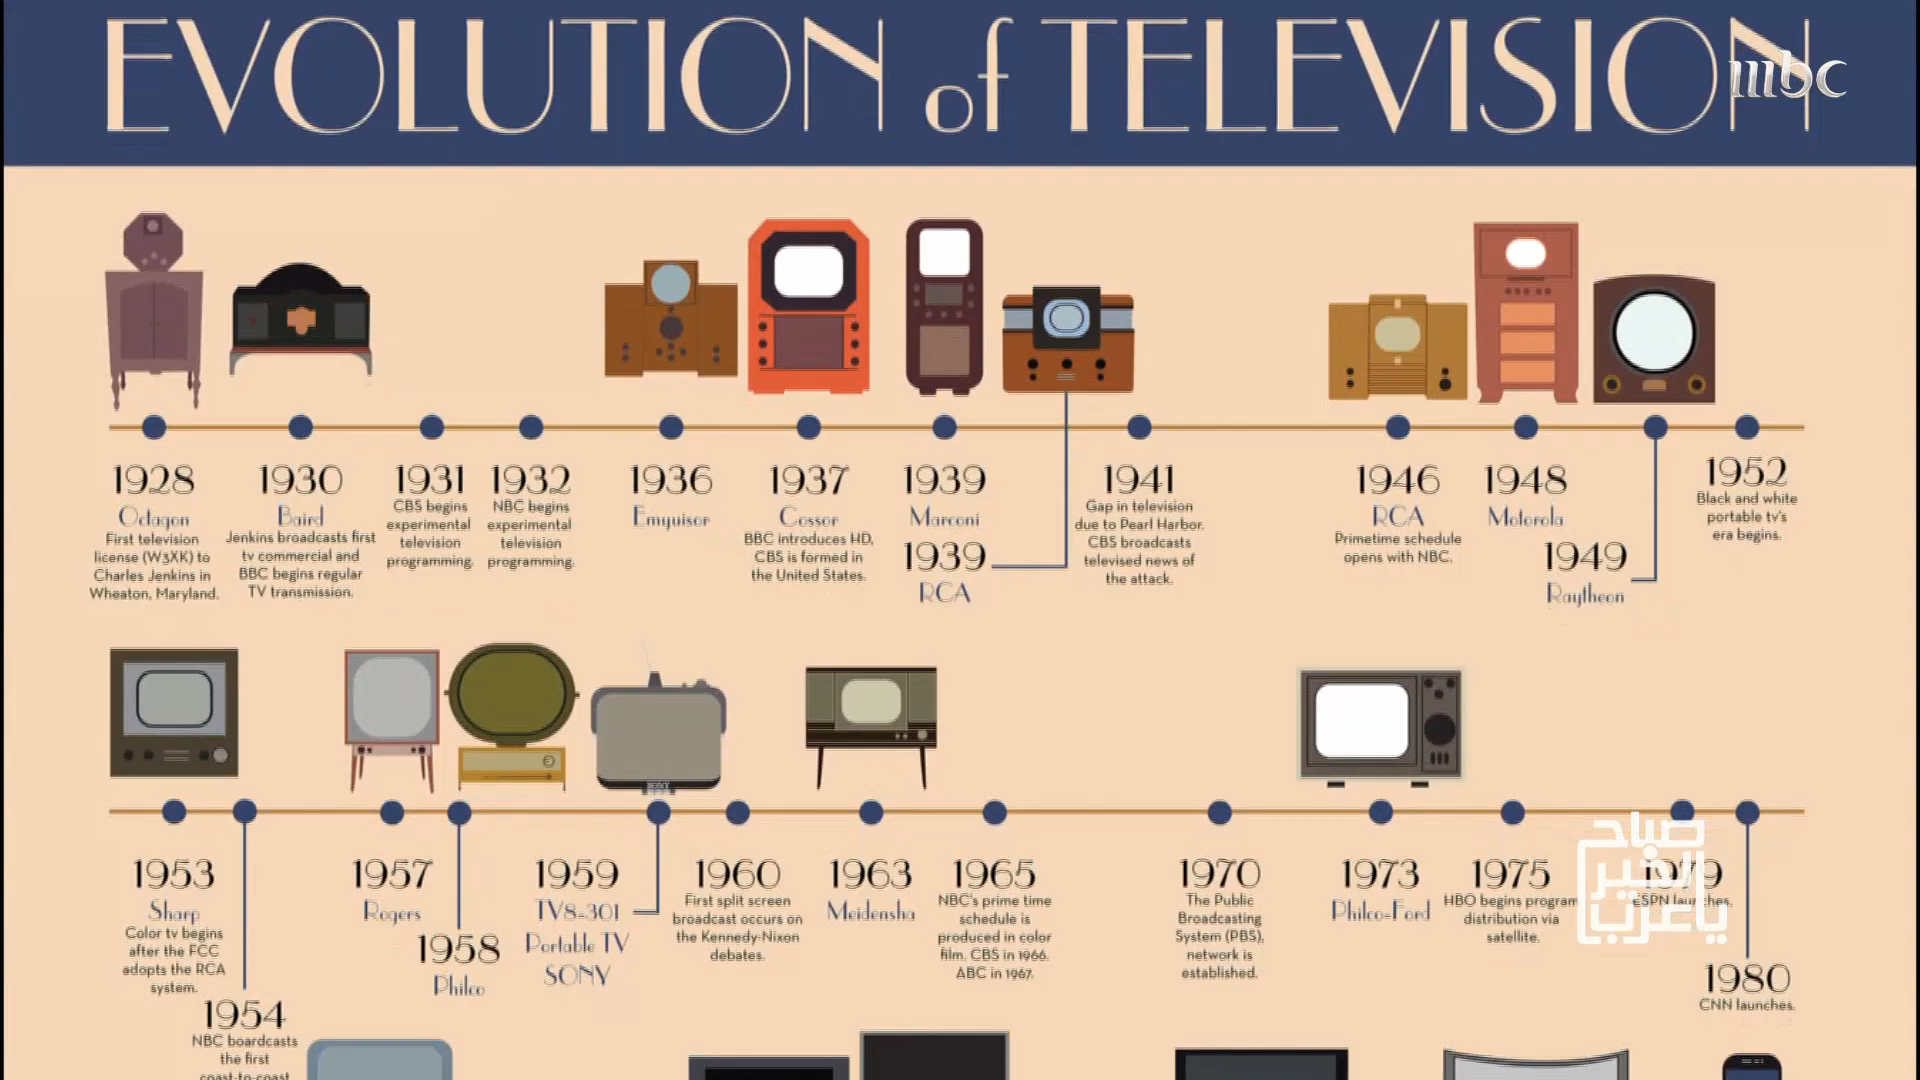 EVOLUTION of TELEVISION
mbc
1928
Octagon
First television
license (W3XK) to
Charles Jenkins in
Wheaton, Maryland.
1930
Baird
Jenkins broadcasts first
tv commercial and
BBC begins regular
TV transmission.
1931
CBS begins
experimental
television
programming.
1932
NBC begins
experimental
television
programming.
1936
Emyuisor
1937
Cossor
BBC introduces HD,
CBS is formed in
the United States.
1939
Marconi
1939
RCA
1941
Gap in television
due to Pearl Harbor.
CBS broadcasts
televised news of
the attack.
1946
RCA
Primetime schedule
opens with NBC.
1948
Motorola
1949
Raytheon
1952
Black and white
portable tv's
era begins.
SONY
1953
Sharp
Color tv begins
after the FCC
adopts the RCA
system.
1954
NBC boardcasts
the first
coast-to-coast
1957
Rogers
1958
Philco
1959
TV8-301
Portable TV
SONY
1960
First split screen
broadcast occurs on
the Kennedy-Nixon
debates.
1963
Meidensha
1965
NBC's prime time
schedule is
produced in color
film. CBS in 1966.
ABC in 1967.
1970
The Public
Broadcasting
System (PBS),
network is
established.
1973
Philco-Ford
1975
HBO begins program
distribution via
satellite.
1979
ESPN launches.
1980
CNN launches.
صباح
الخير
يا عرب